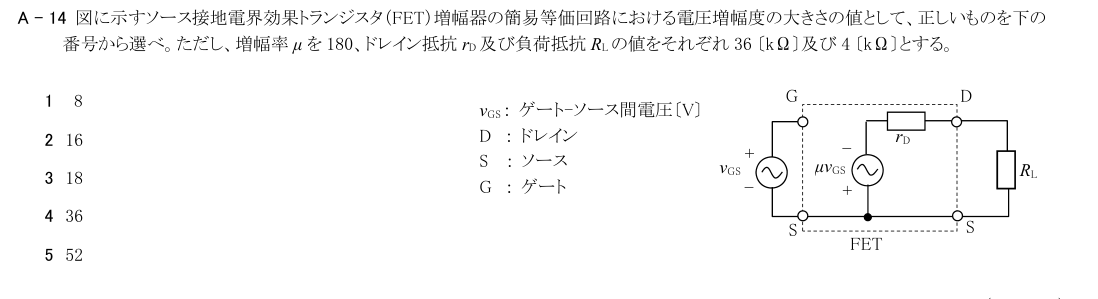 A－14 図に示すソース接地電界効果トランジスタ(FET)増幅器の簡易等価回路における電圧増幅度の大きさの値として、正しいものを下の
番号から選べ。ただし、増幅率 μ を 180、ドレイン抵抗 rD 及び負荷抵抗 RL の値をそれぞれ 36〔kΩ〕及び 4〔kΩ〕とする。
1 8
2 16
3 18
4 36
5 52
vGS : ゲート-ソース間電圧〔V〕
D : ドレイン
S : ソース
G : ゲート
G
D
rD
+
vGS
−
−
μvGS
+
RL
S
S
FET